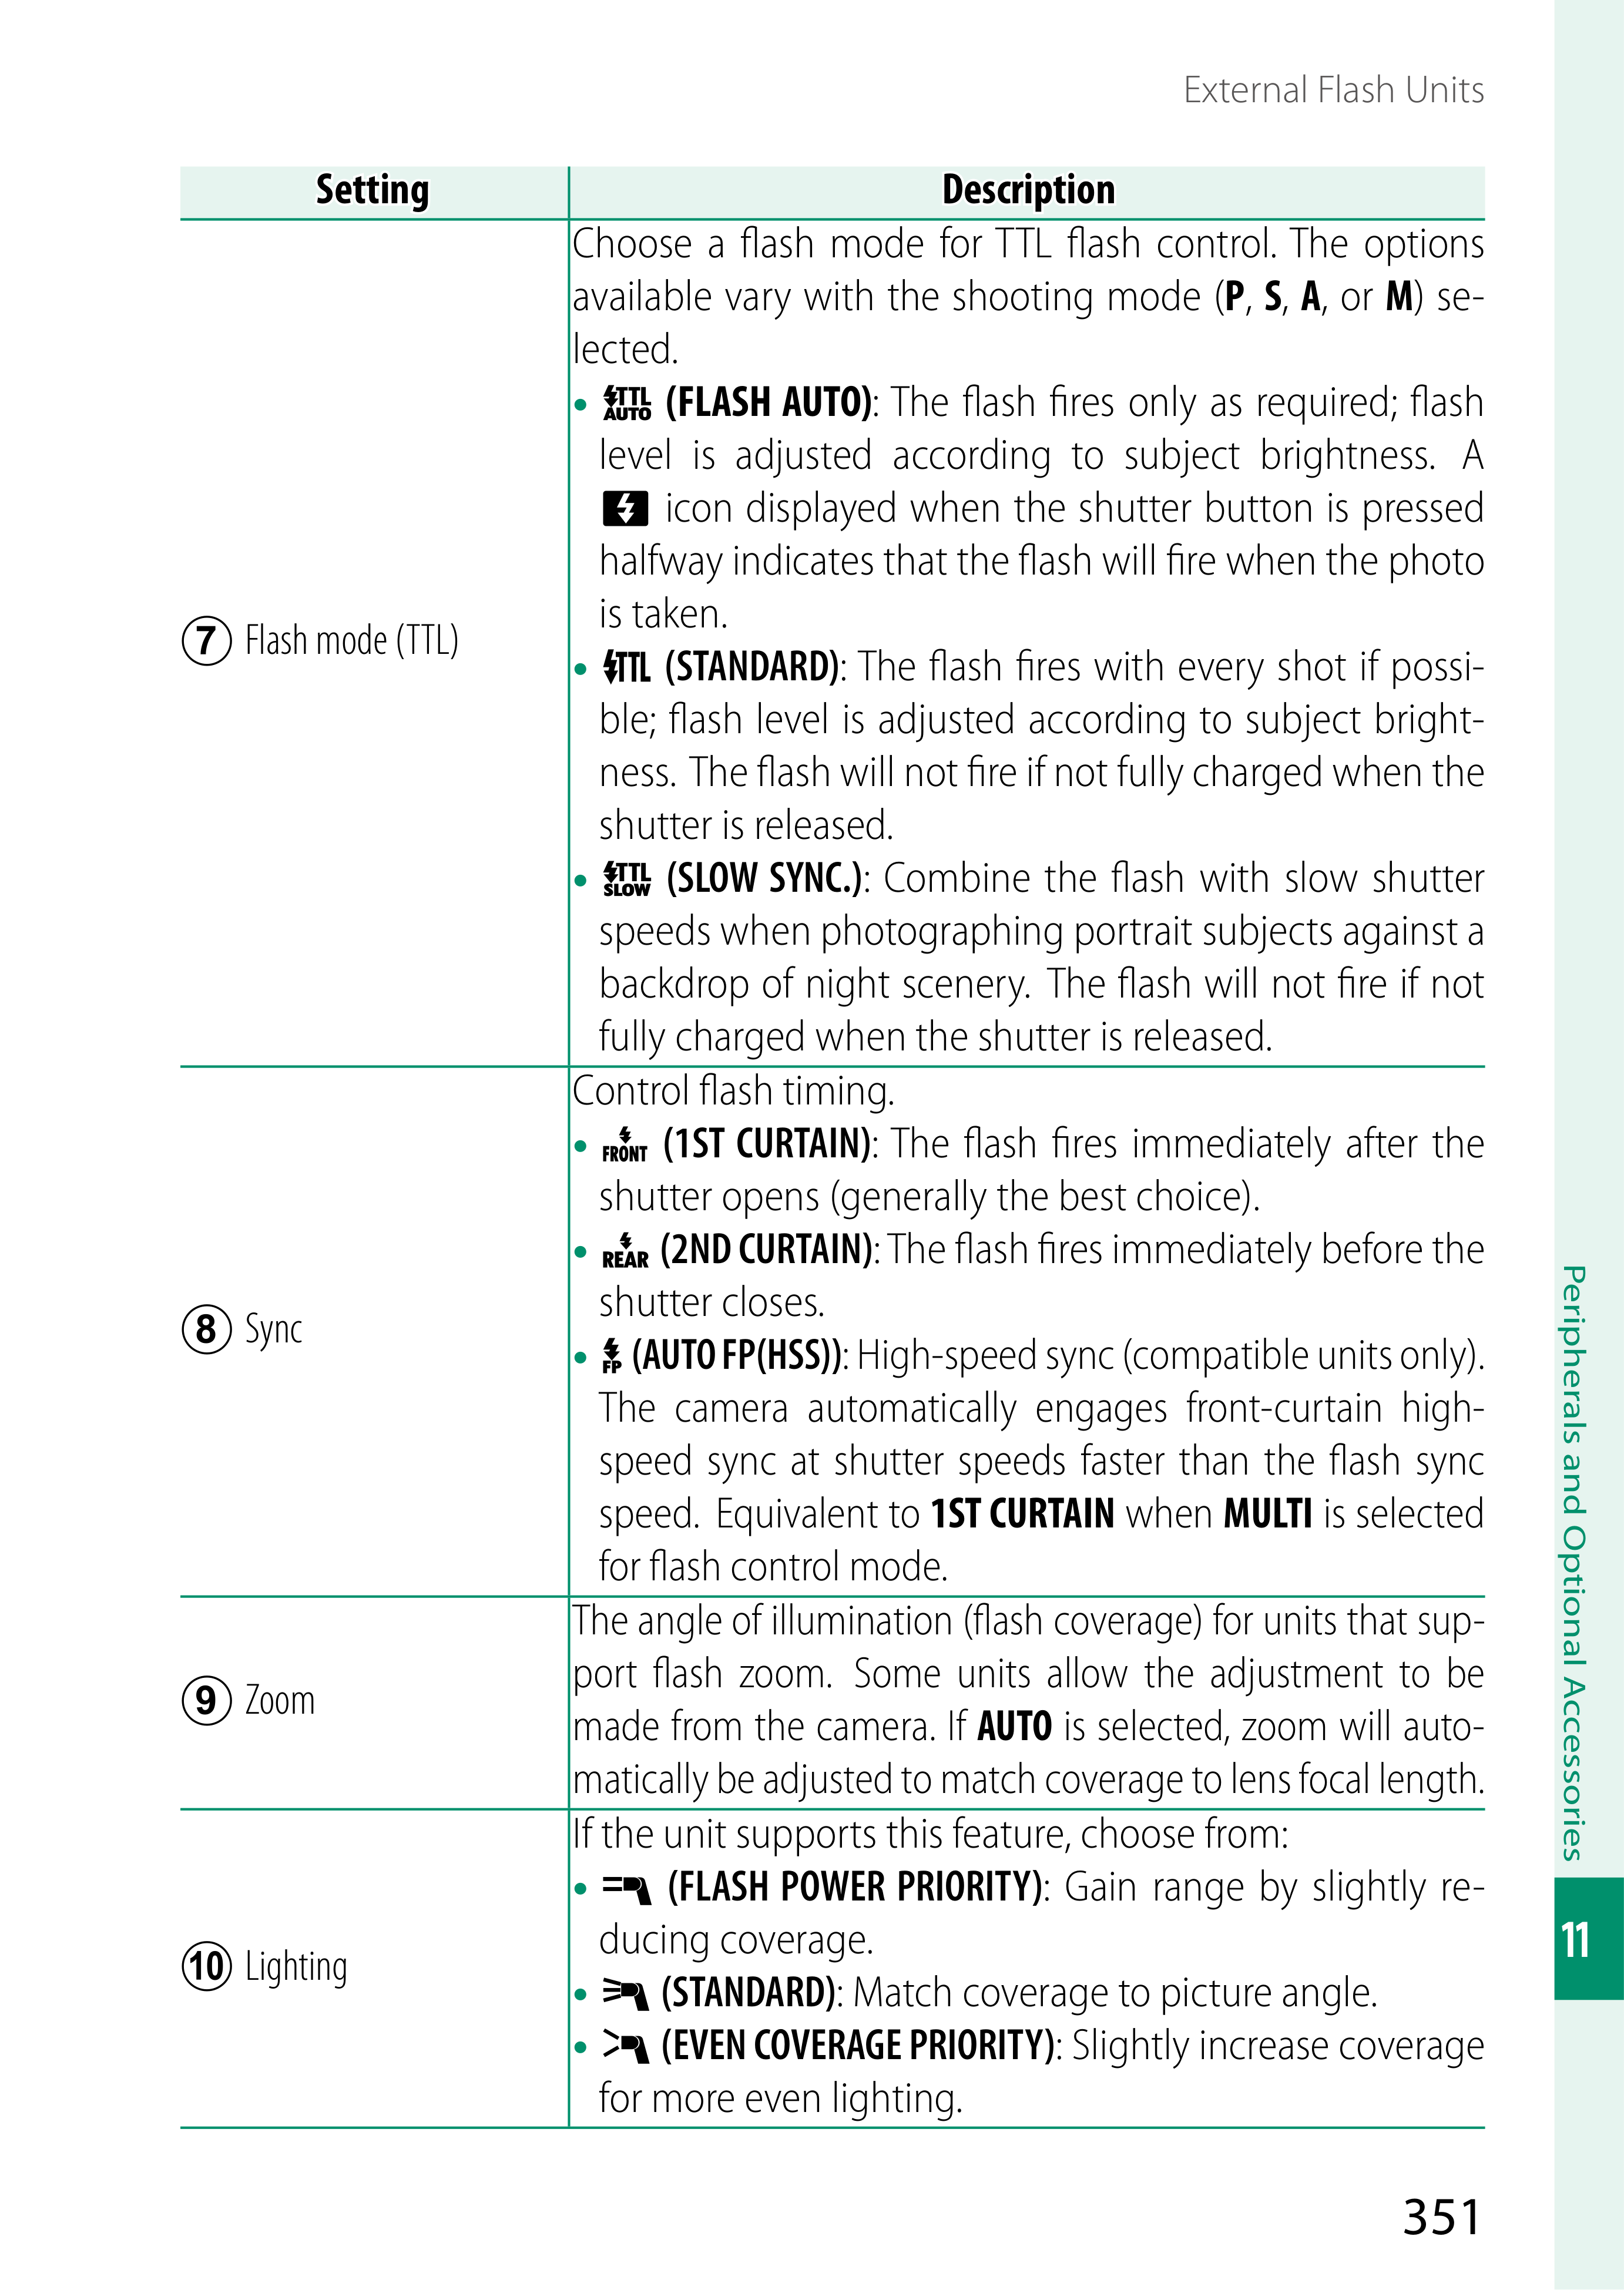 External Flash Units
Setting
Description
⑦ Flash mode (TTL)
Choose a flash mode for TTL flash control. The options
available vary with the shooting mode (P, S, A, or M) se-
lected.
• TTL AUTO (FLASH AUTO): The flash fires only as required; flash
level is adjusted according to subject brightness. A
icon displayed when the shutter button is pressed
halfway indicates that the flash will fire when the photo
is taken.
• TTL (STANDARD): The flash fires with every shot if possi-
ble; flash level is adjusted according to subject bright-
ness. The flash will not fire if not fully charged when the
shutter is released.
• TTL SLOW (SLOW SYNC.): Combine the flash with slow shutter
speeds when photographing portrait subjects against a
backdrop of night scenery. The flash will not fire if not
fully charged when the shutter is released.
⑧ Sync
Control flash timing.
• FRONT (1ST CURTAIN): The flash fires immediately after the
shutter opens (generally the best choice).
• REAR (2ND CURTAIN): The flash fires immediately before the
shutter closes.
• FP (AUTO FP(HSS)): High-speed sync (compatible units only).
The camera automatically engages front-curtain high-
speed sync at shutter speeds faster than the flash sync
speed. Equivalent to 1ST CURTAIN when MULTI is selected
for flash control mode.
⑨ Zoom
The angle of illumination (flash coverage) for units that sup-
port flash zoom. Some units allow the adjustment to be
made from the camera. If AUTO is selected, zoom will auto-
matically be adjusted to match coverage to lens focal length.
⑩ Lighting
If the unit supports this feature, choose from:
• (FLASH POWER PRIORITY): Gain range by slightly re-
ducing coverage.
• (STANDARD): Match coverage to picture angle.
• (EVEN COVERAGE PRIORITY): Slightly increase coverage
for more even lighting.
Peripherals and Optional Accessories
11
351